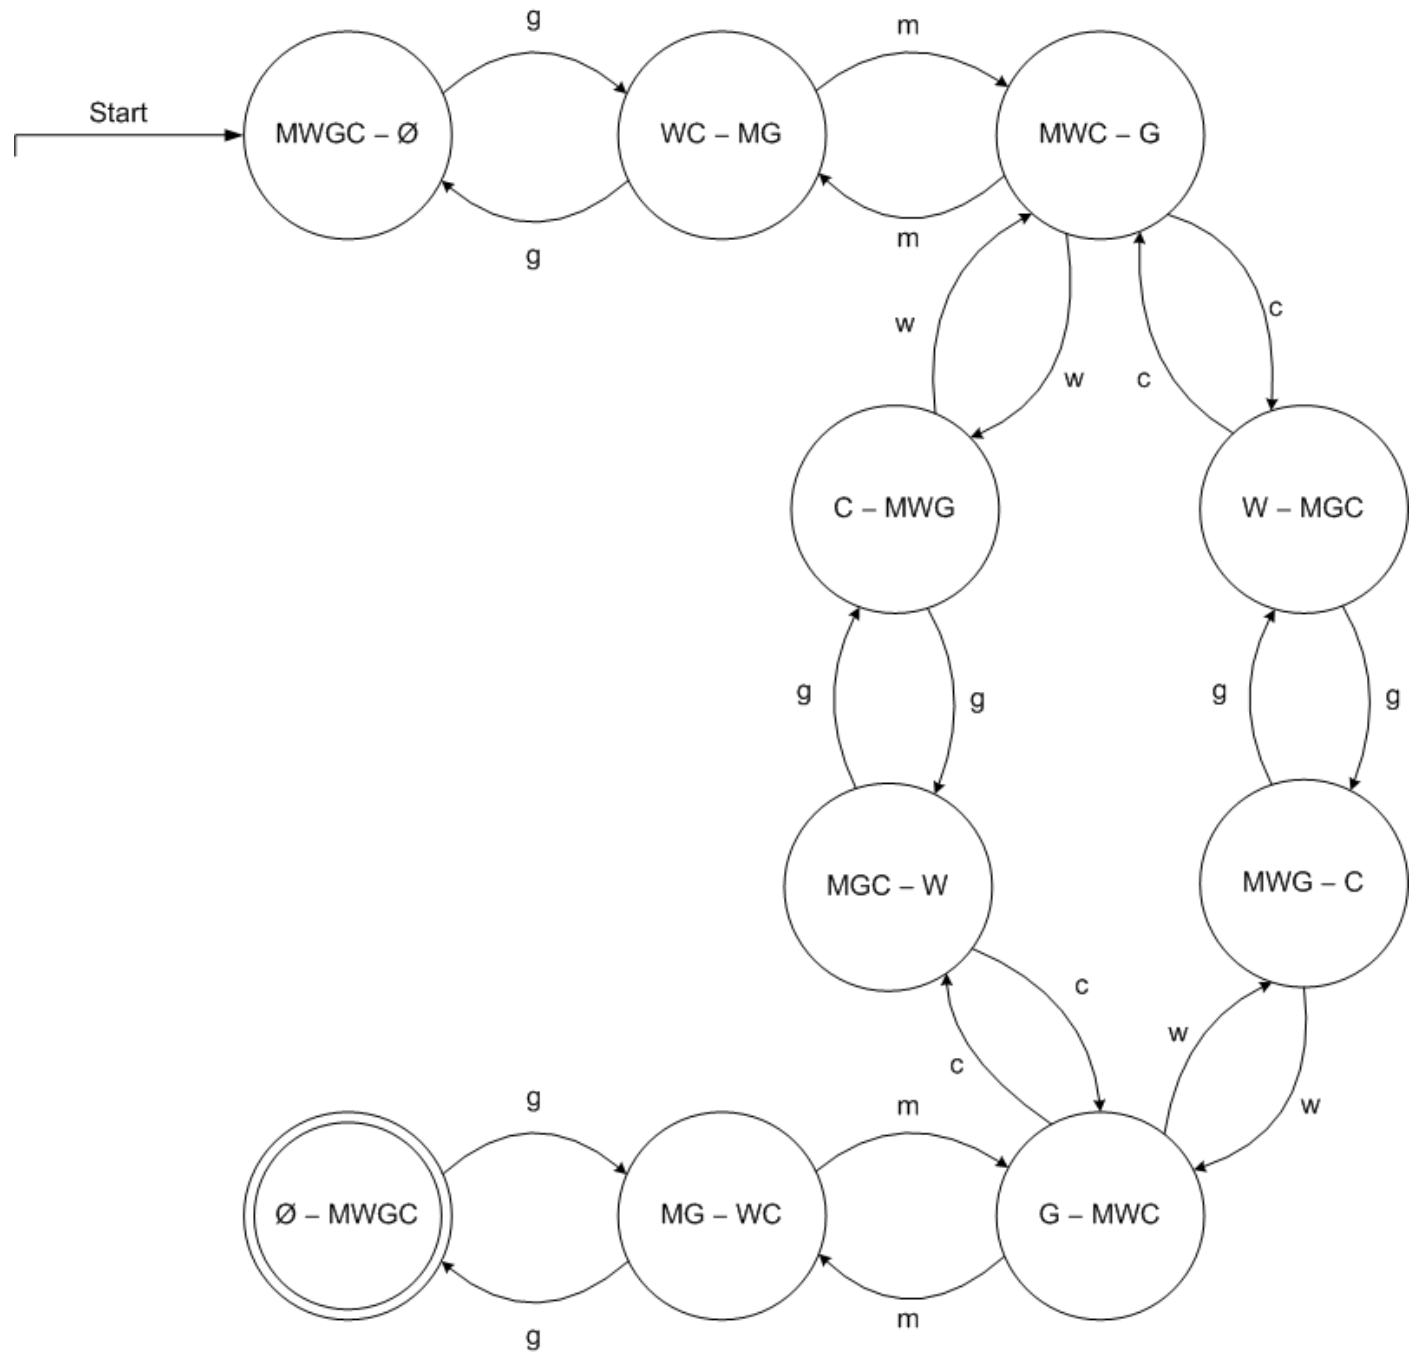 g
m
Start
MWGC – Ø
WC – MG
MWC – G
g
m
w
c
w
c
C – MWG
W – MGC
g
g
g
g
MGC – W
MWG – C
c
w
c
g
m
w
Ø – MWGC
MG – WC
G – MWC
g
m